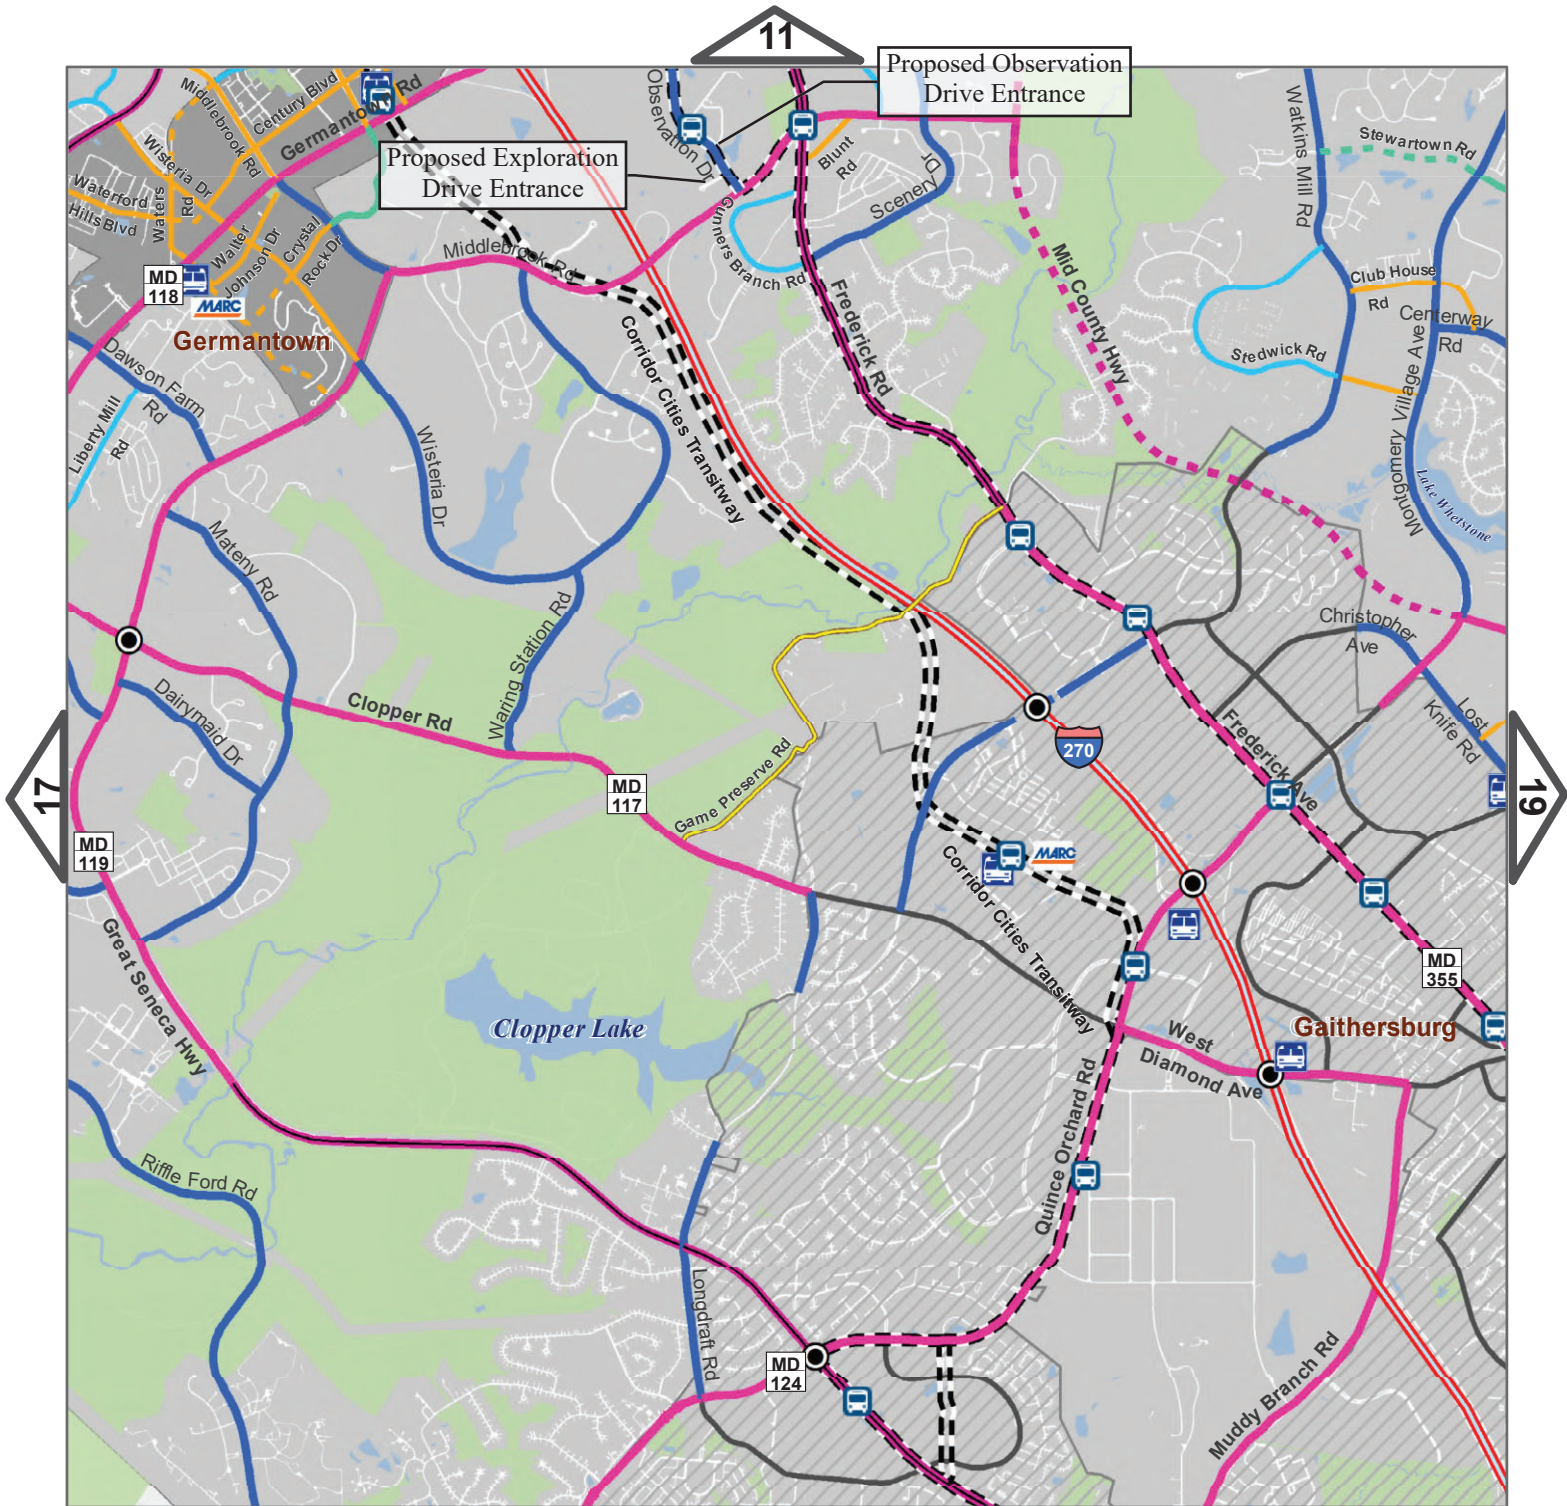 11
Proposed Observation
Drive Entrance
Proposed Exploration
Drive Entrance
Middlebrook Rd
Century Blvd
Germantown Rd
Observation Dr
Blunt
Rd
Scenery Dr
Watkins Mill Rd
Stewartown Rd
Wisteria Dr
Waterford
Hills Blvd
Waters
Rd
Walter
Johnson Dr
Crystal
Rock Dr
Middlebrook Rd
Gunners Branch Rd
Frederick Rd
Mid County Hwy
Club House
Rd
Centerway
Rd
Stedwick Rd
Montgomery Village Ave
Lake Whetstone
MD
118
MARC
Germantown
Dawson Farm
Rd
Liberty Mill
Rd
Wisteria Dr
Corridor Cities Transitway
Mateny Rd
Waring Station Rd
Christopher
Ave
Lost
Knife Rd
Dairymaid Dr
Clopper Rd
Game Preserve Rd
270
Frederick Ave
17
MD
117
19
MD
119
MARC
Corridor Cities Transitway
MD
355
Great Seneca Hwy
Clopper Lake
West
Diamond Ave
Gaithersburg
Quince Orchard Rd
Riffle Ford Rd
Longdraft Rd
MD
124
Muddy Branch Rd